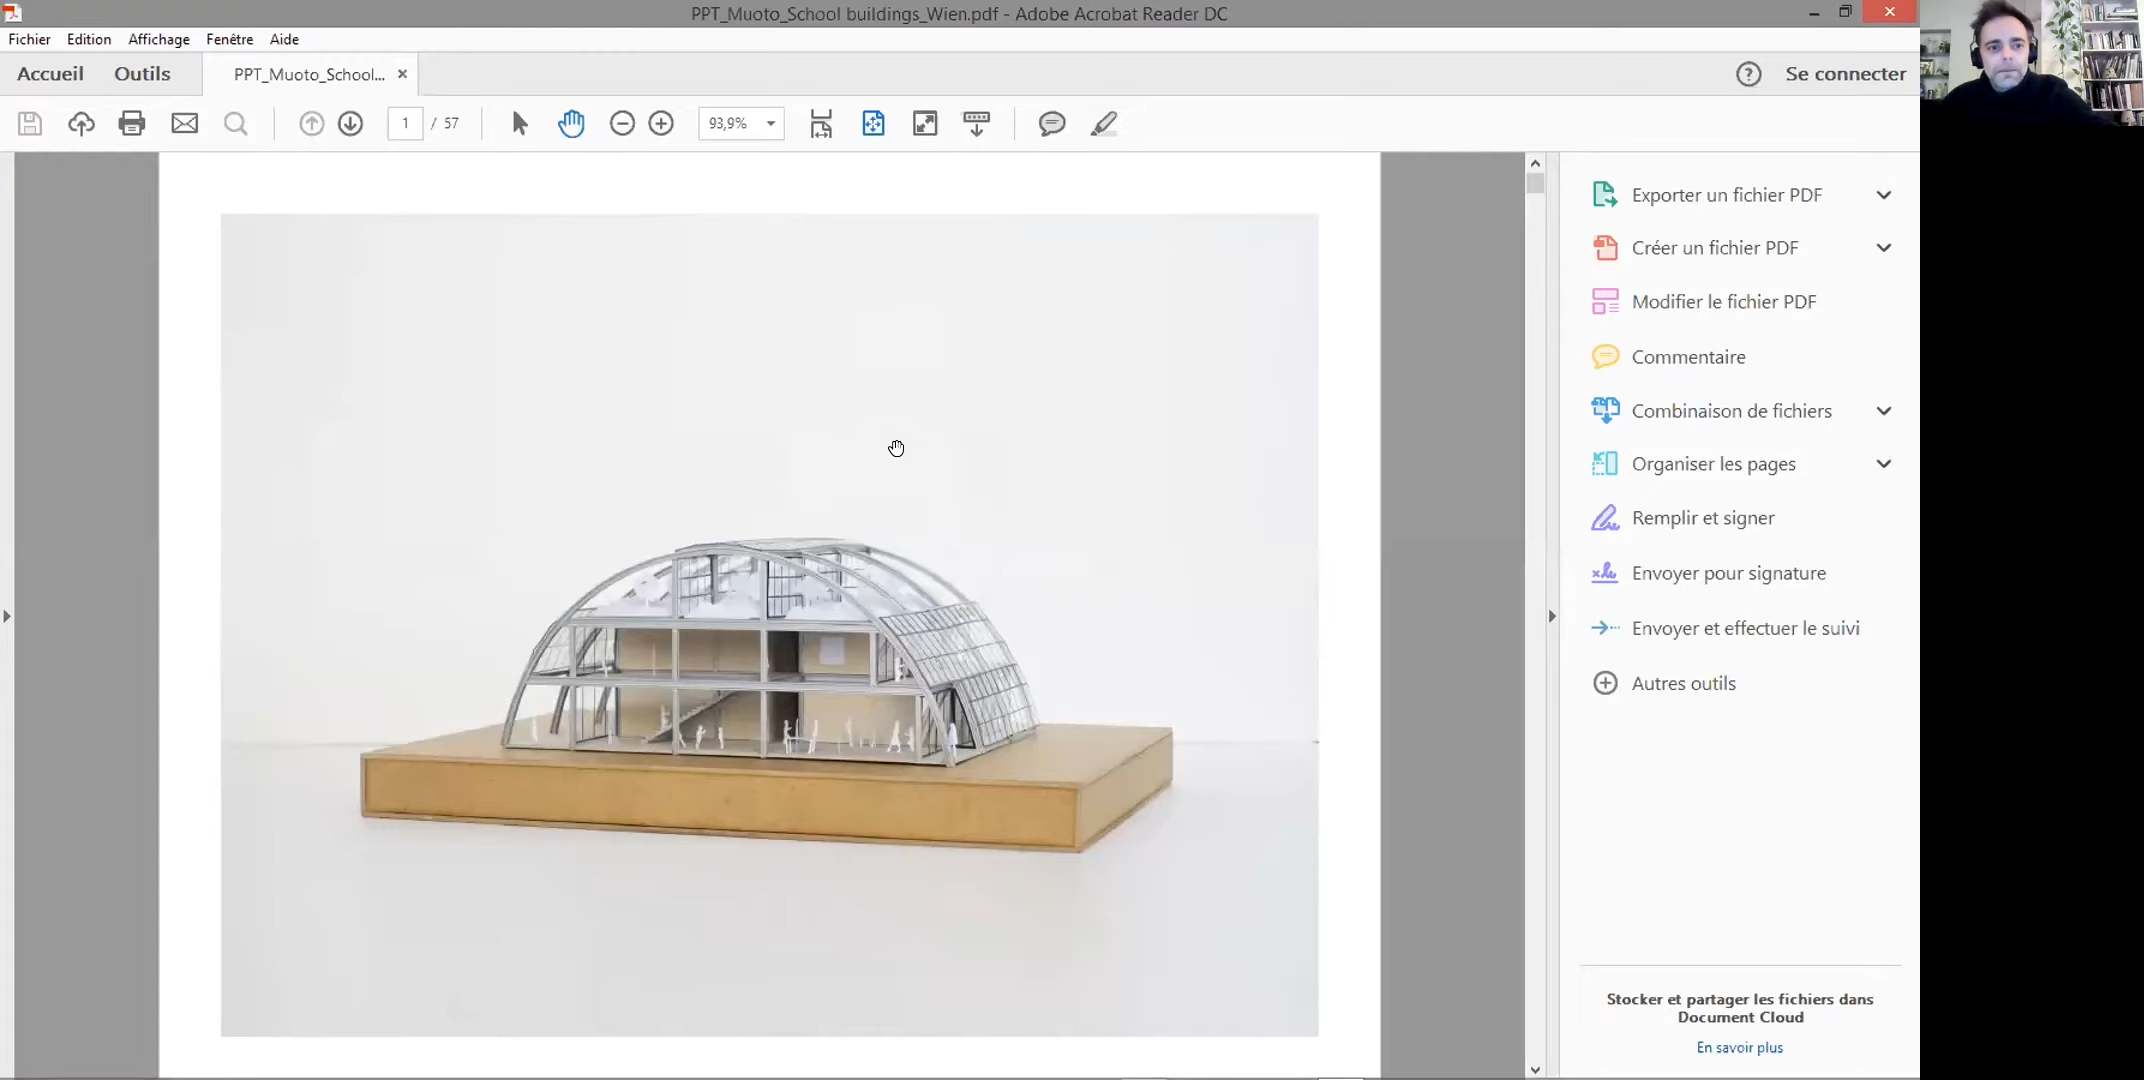 PPT_Muoto_School buildings_Wien.pdf - Adobe Acrobat Reader DC
Fichier Edition Affichage Fenêtre Aide
Accueil Outils PPT_Muoto_School... × Se connecter
1 / 57 93,9%
Exporter un fichier PDF
Créer un fichier PDF
Modifier le fichier PDF
Commentaire
Combinaison de fichiers
Organiser les pages
Remplir et signer
Envoyer pour signature
Envoyer et effectuer le suivi
Autres outils
Stocker et partager les fichiers dans
Document Cloud
En savoir plus